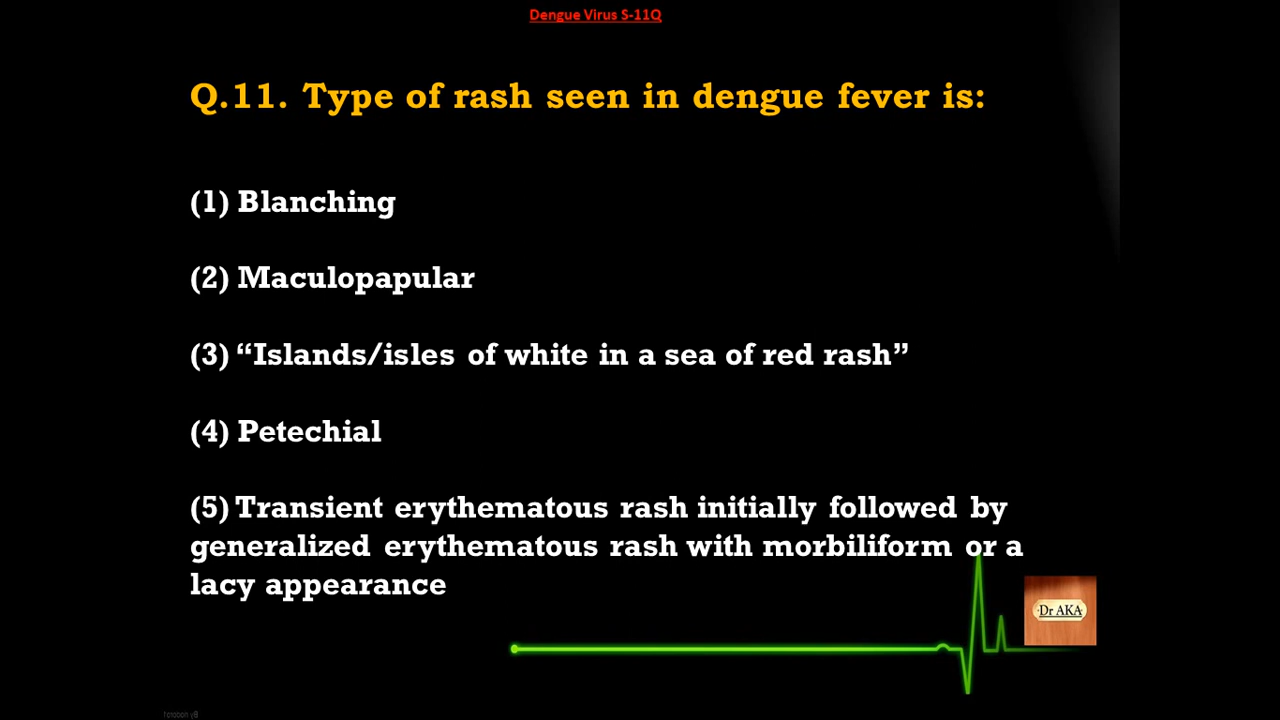 Dengue Virus S-11Q
Q.11. Type of rash seen in dengue fever is:
(1) Blanching
(2) Maculopapular
(3) “Islands/isles of white in a sea of red rash”
(4) Petechial
(5) Transient erythematous rash initially followed by
generalized erythematous rash with morbiliform or a
lacy appearance
Dr AKA